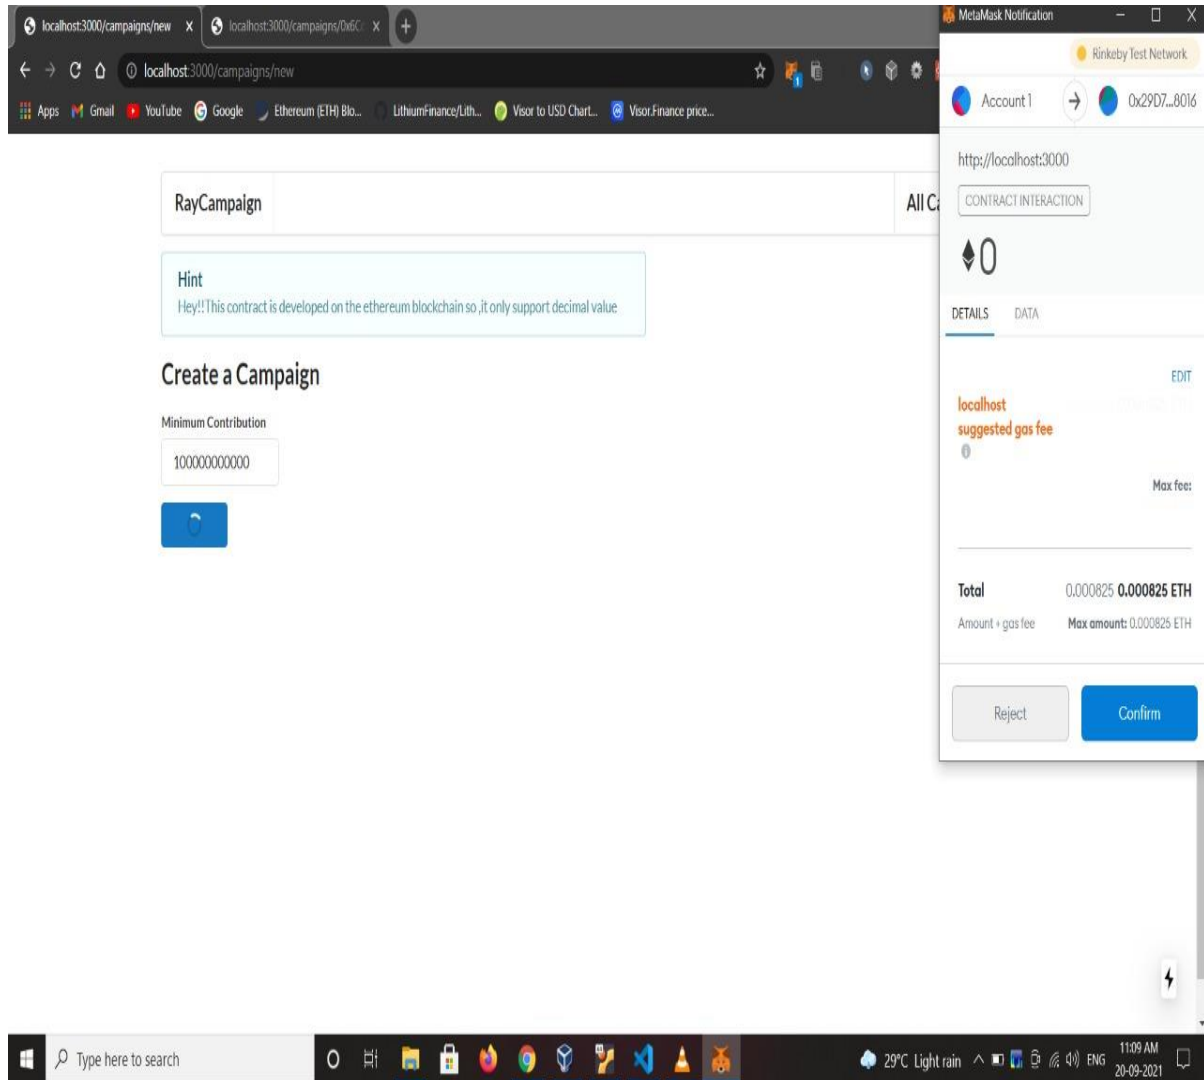 localhost:3000/campaigns/new
localhost:3000/campaigns/0x6C
localhost:3000/campaigns/new
Apps Gmail YouTube Google Ethereum (ETH) Blo... LithiumFinance/Lith... Visor to USD Chart... Visor.Finance price...
RayCampaign
All Ca
Hint
Hey!!This contract is developed on the ethereum blockchain so ,it only support decimal value
Create a Campaign
Minimum Contribution
100000000000
MetaMask Notification
Rinkeby Test Network
Account 1 0x29D7...8016
http://localhost:3000
CONTRACT INTERACTION
0
DETAILS DATA
EDIT
localhost
suggested gas fee
Max fee:
Total 0.000825 0.000825 ETH
Amount + gas fee Max amount: 0.000825 ETH
Reject Confirm
Type here to search
29°C Light rain ENG 11:09 AM
20-09-2021